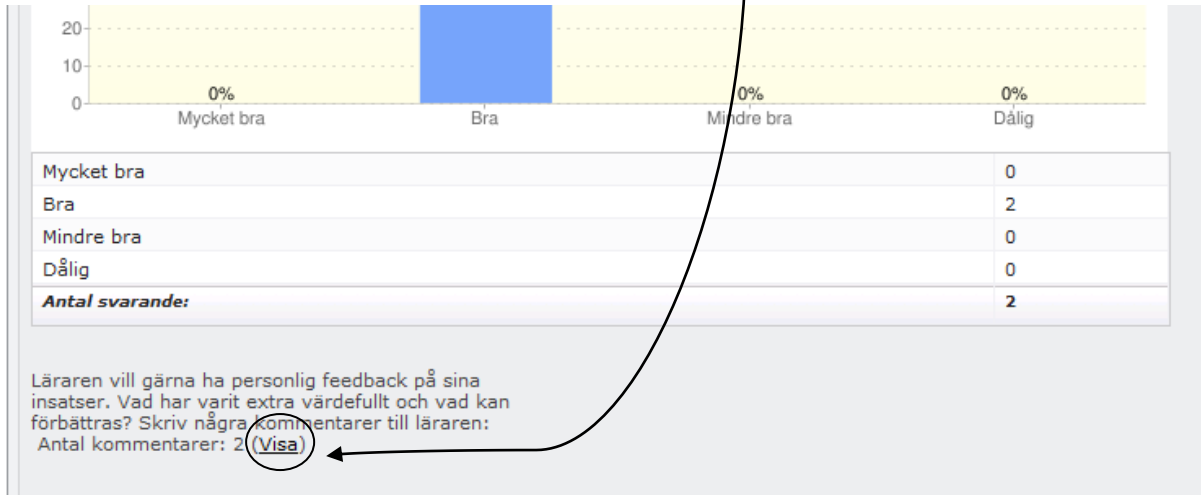 20
10
0
0% 0% 0%
Mycket bra Bra Mindre bra Dålig
Mycket bra 0
Bra 2
Mindre bra 0
Dålig 0
Antal svarande: 2
Läraren vill gärna ha personlig feedback på sina
insatser. Vad har varit extra värdefullt och vad kan
förbättras? Skriv några kommentarer till läraren:
Antal kommentarer: 2 (Visa)